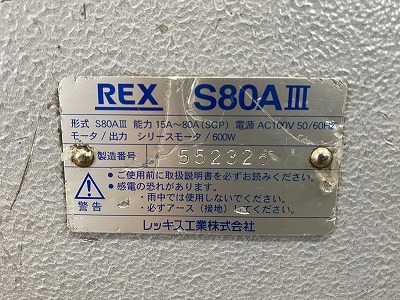 REX S80AⅢ
形式 S80AⅢ 能力 15A～80A(SGP) 電源 AC100V 50/60Hz
モータ/出力 シリーズモータ/600W
製造番号 552326
● ご使用前に取扱説明書を必ずお読みください。
● 感電の恐れがあります。
・雨中では使用しないでください。
・必ずアース(接地)してください。
警告
レッキス工業株式会社